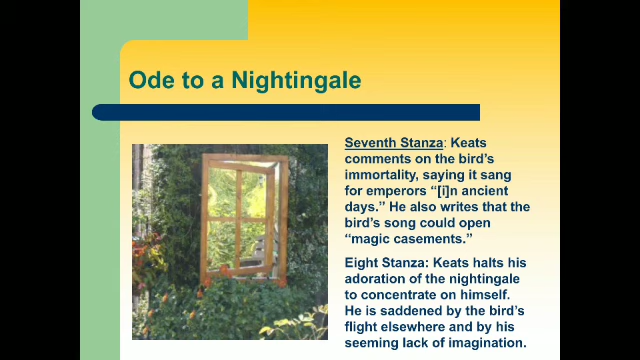 Ode to a Nightingale
Seventh Stanza: Keats
comments on the bird's
immortality, saying it sang
for emperors "[i]n ancient
days." He also writes that the
bird's song could open
"magic casements."
Eight Stanza: Keats halts his
adoration of the nightingale
to concentrate on himself.
He is saddened by the bird's
flight elsewhere and by his
seeming lack of imagination.